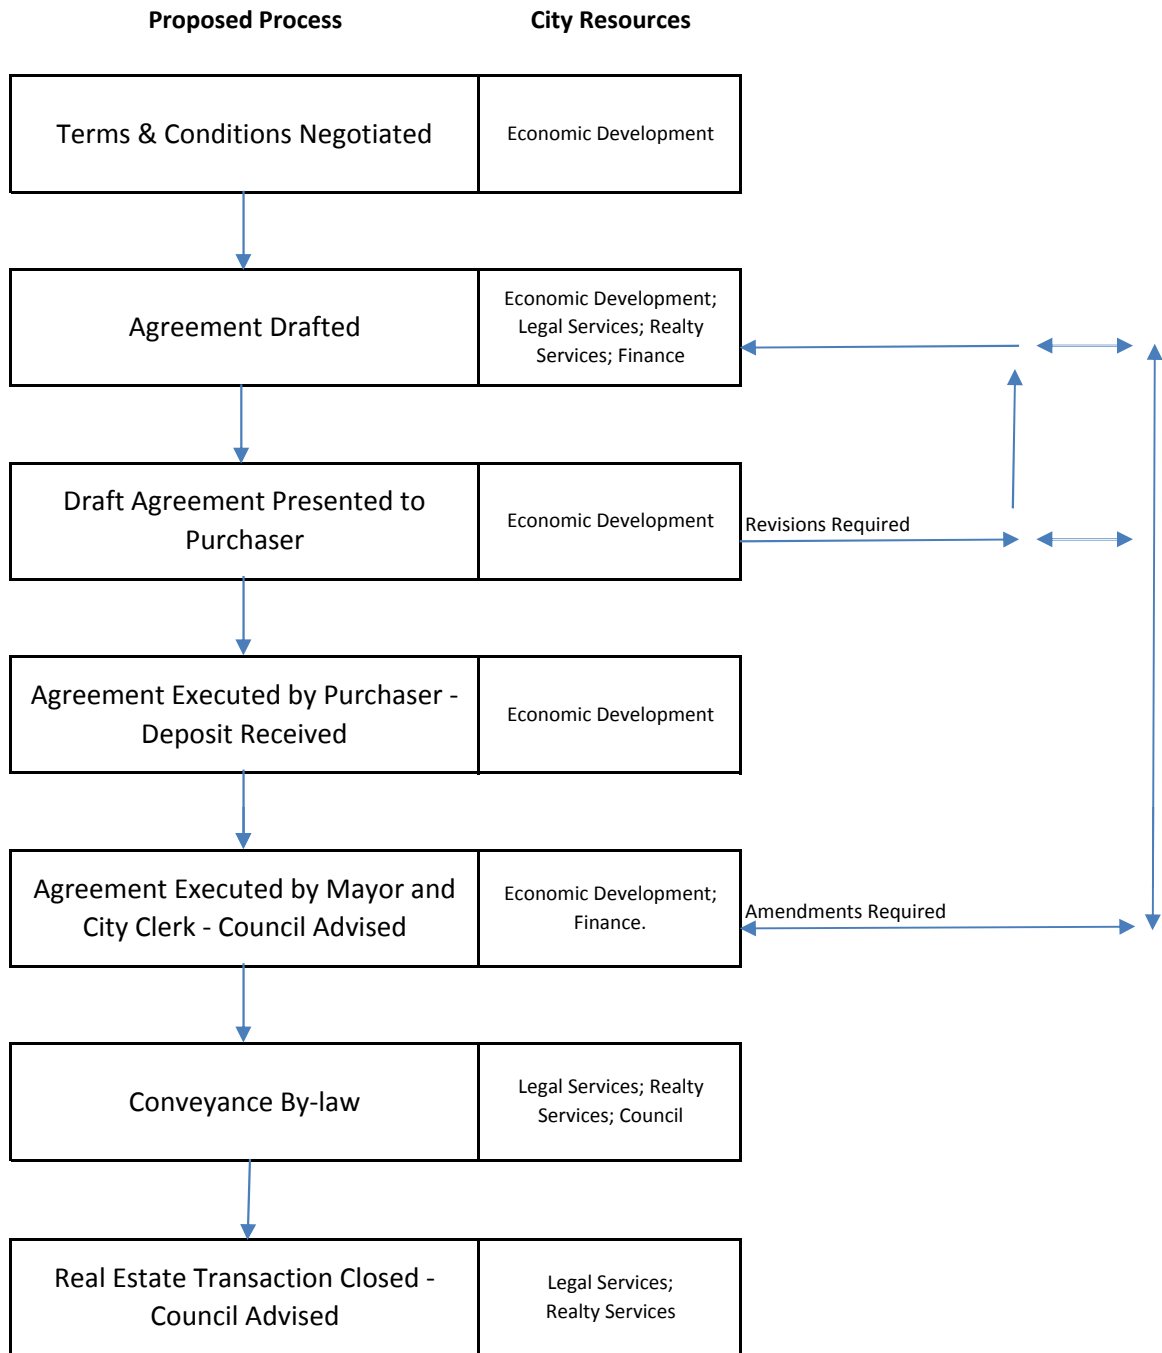 Proposed Process
City Resources
Terms & Conditions Negotiated
Economic Development
Agreement Drafted
Economic Development;
Legal Services; Realty
Services; Finance
Draft Agreement Presented to
Purchaser
Economic Development
Revisions Required
Agreement Executed by Purchaser -
Deposit Received
Economic Development
Agreement Executed by Mayor and
City Clerk - Council Advised
Economic Development;
Finance.
Amendments Required
Conveyance By-law
Legal Services; Realty
Services; Council
Real Estate Transaction Closed -
Council Advised
Legal Services;
Realty Services